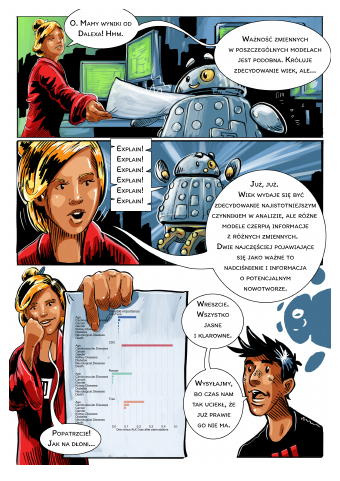 O. Mamy wyniki od
Dalexa! Hmm.
Ważność zmiennych
w poszczególnych modelach
jest podobna. Króluje
zdecydowanie wiek, ale...
Explain!
Explain!
Explain!
Explain!
Explain!
Explain!
Już, już.
Wiek wydaje się być
zdecydowanie najistotniejszym
czynnikiem w analizie, ale różne
modele czerpią informacje
z różnych zmiennych.
Dwie najczęściej pojawiające
się jako ważne to
nadciśnienie i informacja
o potencjalnym
nowotworze.
Wreszcie.
Wszystko
jasne
i klarowne.
Wysyłajmy,
bo czas nam
tak uciekł, że
już prawie
go nie ma.
Popatrzcie!
Jak na dłoni...